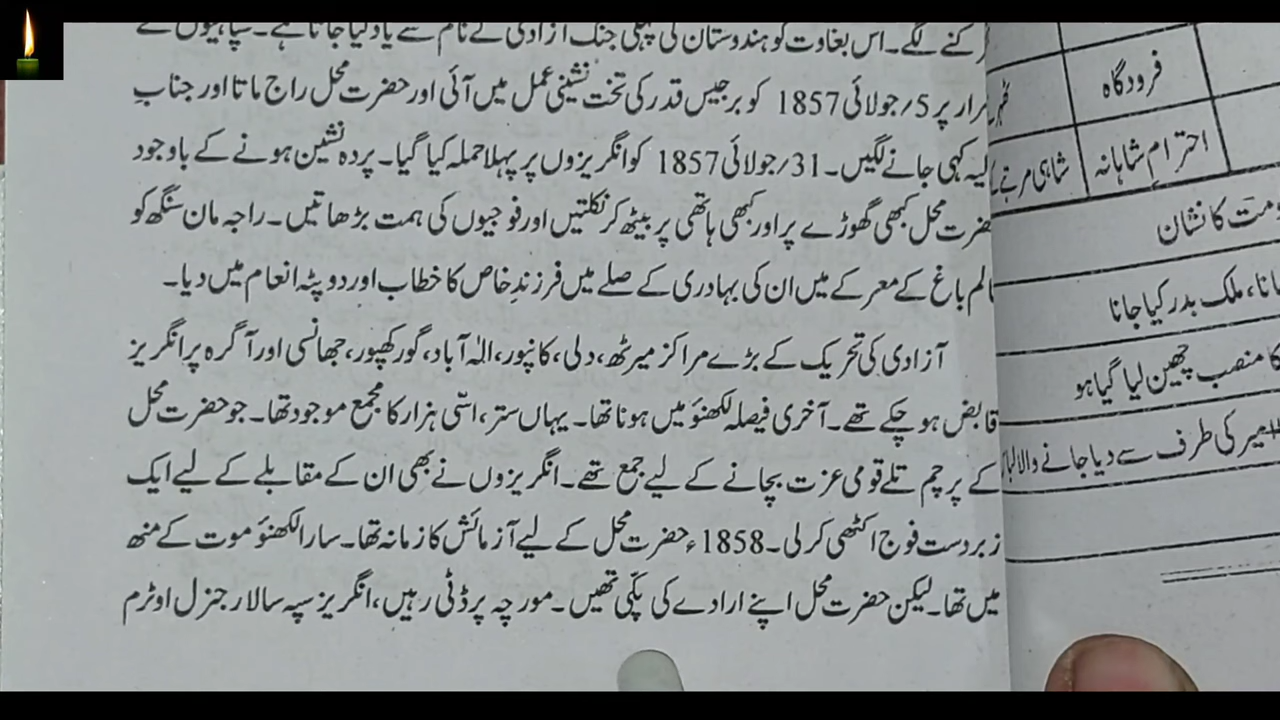 کرنے لگے۔ اس بغاوت کو ہندوستان کی پہلی جنگ آزادی کے نام سے یاد کیا جاتا ہے۔ سپاہیوں کے
پر 5؍جولائی 1857 کو برجیس قدر کی تخت نشینی عمل میں آئی اور حضرت محل راج ماتا اور جنابِ
کہی جانے لگیں۔ 31؍جولائی 1857 کو انگریزوں پر پہلا حملہ کیا گیا۔ پردہ نشین ہونے کے باوجود
حضرت محل کبھی گھوڑے پر اور کبھی ہاتھی پر بیٹھ کر نکلتیں اور فوجیوں کی ہمت بڑھاتیں۔ راجہ مان سنگھ کو
باغ کے معرکے میں ان کی بہادری کے صلے میں فرزندِ خاص کا خطاب اور دوپٹہ انعام میں دیا۔
آزادی کی تحریک کے بڑے مراکز میرٹھ، دلی، کانپور، الہٰ آباد، گورکھپور، جھانسی اور آگرہ پر انگریز
قابض ہو چکے تھے۔ آخری فیصلہ لکھنؤ میں ہونا تھا۔ یہاں ستر، اسّی ہزار کا مجمع موجود تھا۔ جو حضرت محل
کے پرچم تلے قومی عزت بچانے کے لیے جمع تھے۔ انگریزوں نے بھی ان کے مقابلے کے لیے ایک
زبردست فوج اکٹھی کر لی۔ 1858ء حضرت محل کے لیے آزمائش کا زمانہ تھا۔ سارا لکھنؤ موت کے منھ
میں تھا۔ لیکن حضرت محل اپنے ارادے کی پکّی تھیں۔ مورچہ پر ڈٹی رہیں، انگریز سپہ سالار جنرل اوٹرم
فرودگاہ
احترامِ شاہانہ
شاہی مرتبے
کا نشان
جانا، ملک بدر کیا جانا
کا منصب چھین لیا گیا ہو
کی طرف سے دیا جانے والا